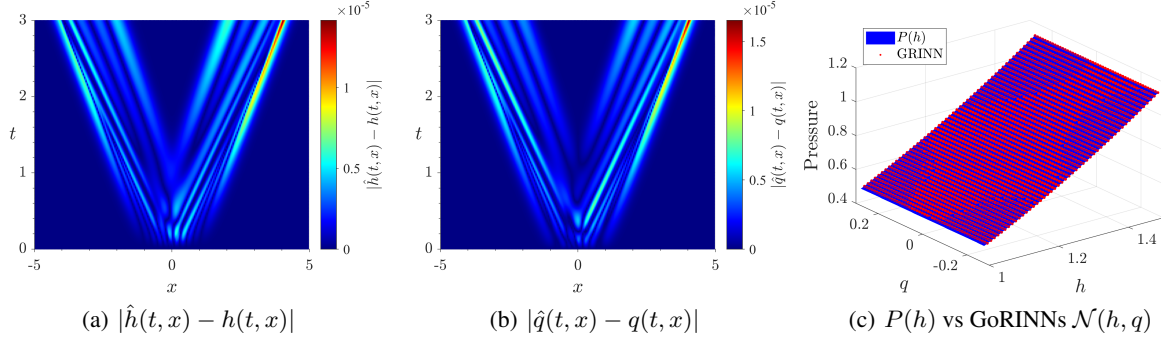 ×10⁻⁵
3
2
t
1
0
-5
0
5
x
1
0.5
0
|ĥ(t, x) − h(t, x)|
(a) |ĥ(t, x) − h(t, x)|
×10⁻⁵
3
2
t
1
0
-5
0
5
x
1.5
1
0.5
0
|q̂(t, x) − q(t, x)|
(b) |q̂(t, x) − q(t, x)|
P(h)
GRINN
Pressure
1.2
1
0.8
0.6
0.4
0.2
0
-0.2
q
1
1.2
1.4
h
(c) P(h) vs GoRINNs 𝒩(h, q)